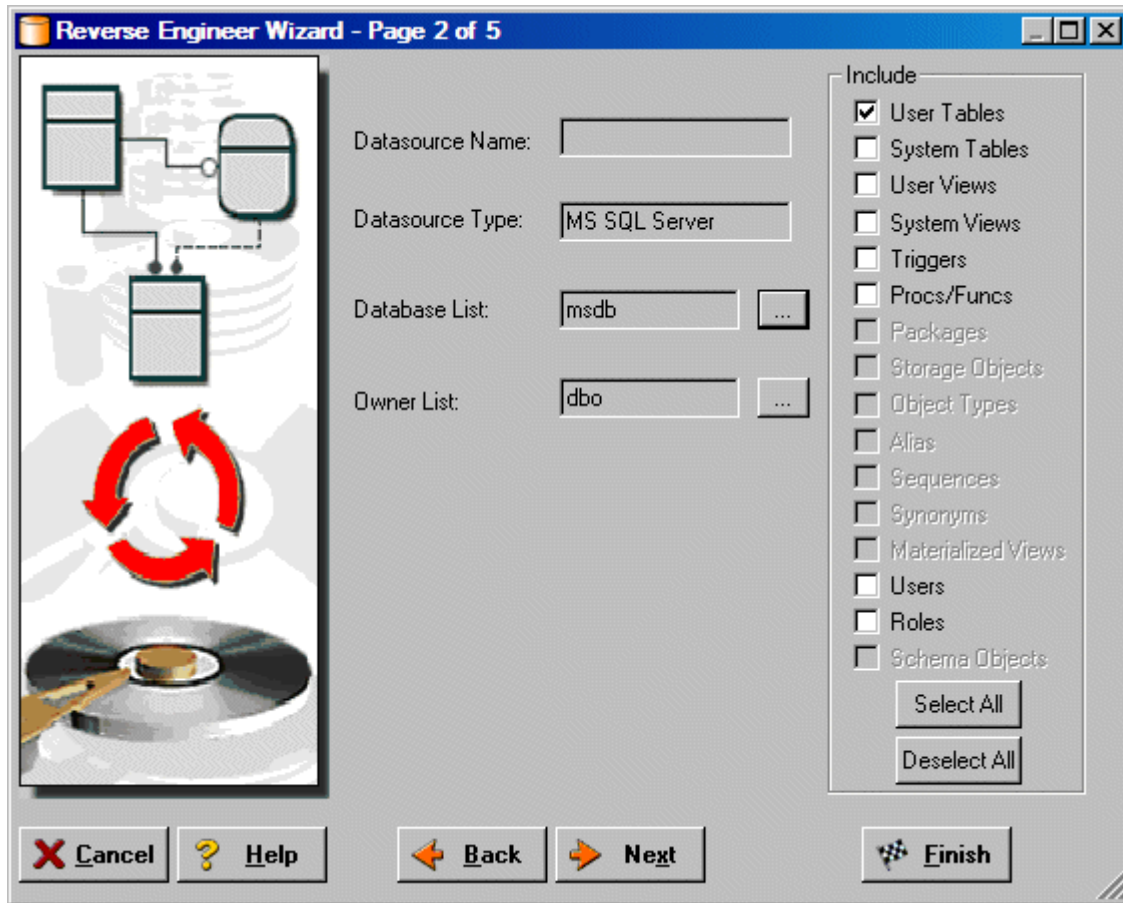 Reverse Engineer Wizard - Page 2 of 5
Datasource Name:
Datasource Type: MS SQL Server
Database List: msdb ...
Owner List: dbo ...
Include
User Tables
System Tables
User Views
System Views
Triggers
Procs/Funcs
Packages
Storage Objects
Object Types
Alias
Sequences
Synonyms
Materialized Views
Users
Roles
Schema Objects
Select All
Deselect All
Cancel ? Help Back Next Finish